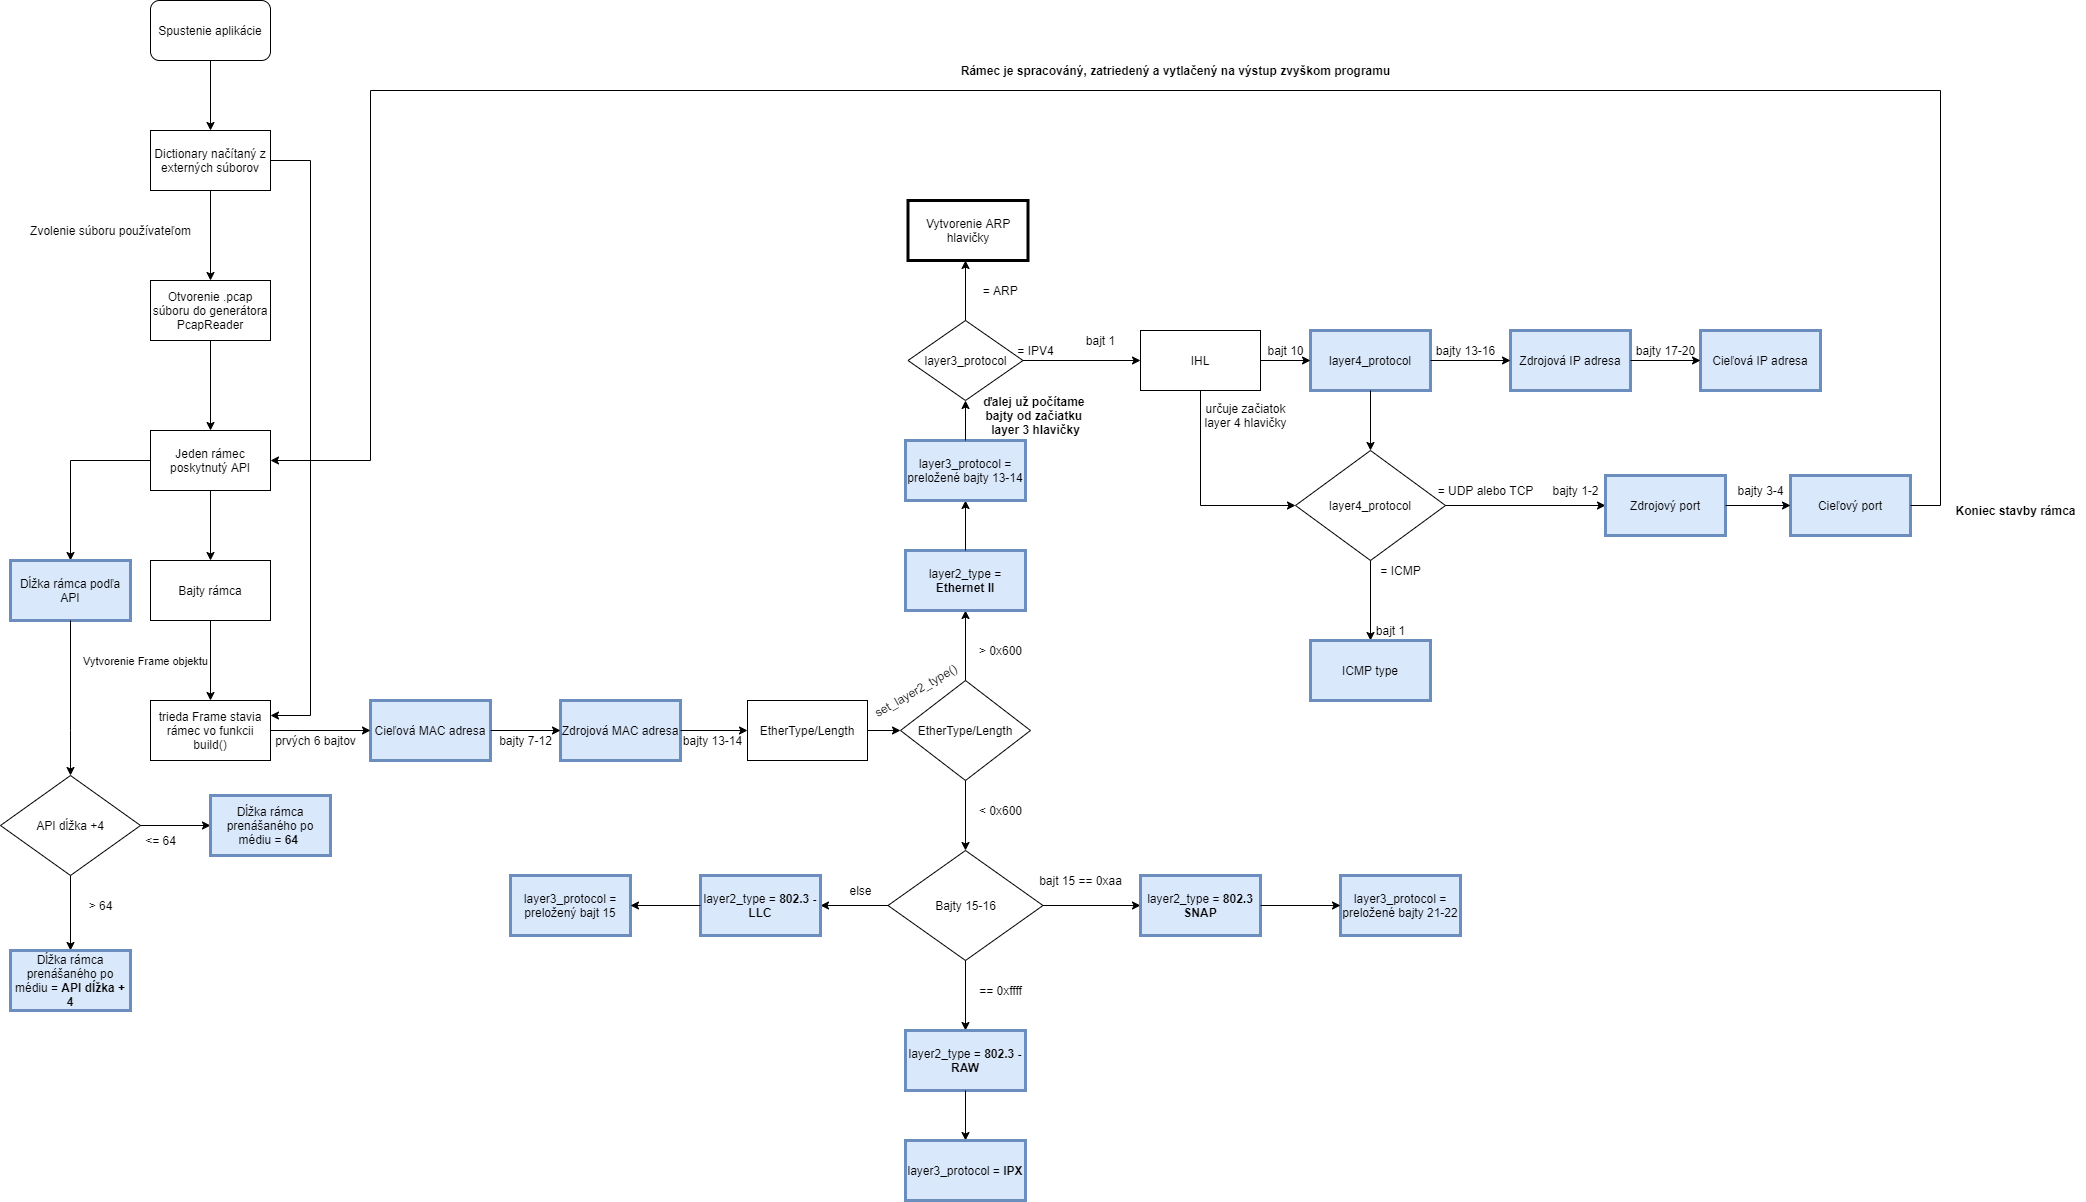 Spustenie aplikácie
Rámec je spracováný, zatriedený a vytlačený na výstup zvyškom programu
Dictionary načítaný z
externých súborov
Zvolenie súboru používateľom
Otvorenie .pcap
súboru do generátora
PcapReader
Jeden rámec
poskytnutý API
Dĺžka rámca podľa
API
Bajty rámca
Vytvorenie Frame objektu
trieda Frame stavia
rámec vo funkcii
build()
prvých 6 bajtov
Cieľová MAC adresa
bajty 7-12
Zdrojová MAC adresa
bajty 13-14
EtherType/Length
set_layer2_type()
EtherType/Length
> 0x600
layer2_type =
Ethernet II
layer3_protocol =
preložené bajty 13-14
ďalej už počítame
bajty od začiatku
layer 3 hlavičky
layer3_protocol
= ARP
Vytvorenie ARP
hlavičky
= IPV4
bajt 1
IHL
bajt 10
layer4_protocol
bajty 13-16
Zdrojová IP adresa
bajty 17-20
Cieľová IP adresa
určuje začiatok
layer 4 hlavičky
layer4_protocol
= UDP alebo TCP
bajty 1-2
Zdrojový port
bajty 3-4
Cieľový port
Koniec stavby rámca
= ICMP
bajt 1
ICMP type
API dĺžka +4
<= 64
Dĺžka rámca
prenášaného po
médiu = 64
> 64
Dĺžka rámca
prenášaného po
médiu = API dĺžka +
4
< 0x600
Bajty 15-16
else
layer2_type = 802.3 -
LLC
layer3_protocol =
preložený bajt 15
bajt 15 == 0xaa
layer2_type = 802.3
SNAP
layer3_protocol =
preložené bajty 21-22
== 0xffff
layer2_type = 802.3 -
RAW
layer3_protocol = IPX